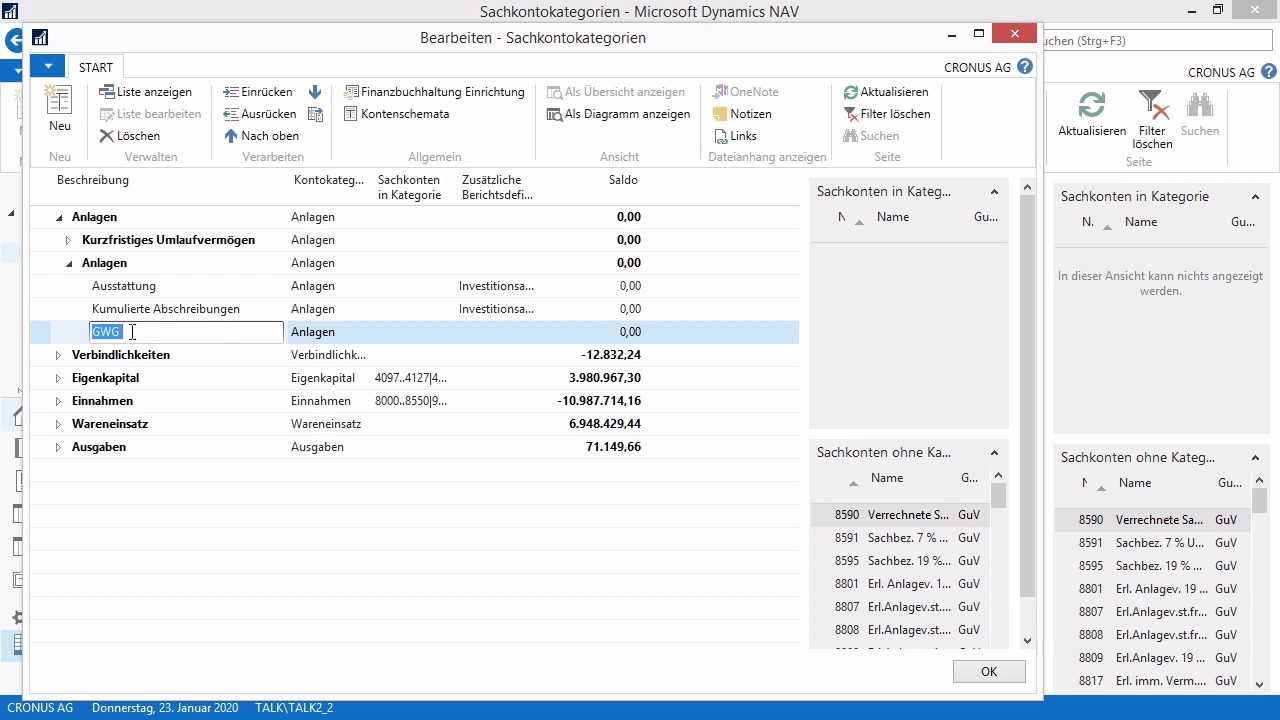 Sachkontokategorien - Microsoft Dynamics NAV
Bearbeiten - Sachkontokategorien
uchen (Strg+F3)
START
CRONUS AG
CRONUS AG
Neu
Liste anzeigen
Liste bearbeiten
Löschen
Einrücken
Ausrücken
Nach oben
Finanzbuchhaltung Einrichtung
Kontoschemata
Als Übersicht anzeigen
Als Diagramm anzeigen
OneNote
Notizen
Links
Aktualisieren
Filter löschen
Suchen
Aktualisieren
Filter
löschen
Suchen
Neu
Verwalten
Verarbeiten
Allgemein
Ansicht
Dateianhang anzeigen
Seite
Seite
Beschreibung
Kontokateg...
Sachkonten
in Kategorie
Zusätzliche
Berichtsdefi...
Saldo
Anlagen Anlagen 0,00
Kurzfristiges Umlaufvermögen Anlagen 0,00
Anlagen Anlagen 0,00
Ausstattung Anlagen Investitionsa... 0,00
Kumulierte Abschreibungen Anlagen Investitionsa... 0,00
GWG Anlagen 0,00
Verbindlichkeiten Verbindlichk... -12.832,24
Eigenkapital Eigenkapital 4097..4127|4... 3.980.967,30
Einnahmen Einnahmen 8000..8550|9... -10.987.714,16
Wareneinsatz Wareneinsatz 6.948.429,44
Ausgaben Ausgaben 71.149,66
Sachkonten in Kateg...
Name Gu...
Sachkonten ohne Ka...
Name G...
8590 Verrechnete S... GuV
8591 Sachbez. 7 % ... GuV
8595 Sachbez. 19 %... GuV
8801 Erl. Anlagev. 1... GuV
8807 Erl.Anlagev.st.... GuV
8808 Erl.Anlagev.st.... GuV
OK
Sachkonten in Kategorie
N. Name Gu...
In dieser Ansicht kann nichts angezeigt
werden.
Sachkonten ohne Kateg...
Name Gu...
8590 Verrechnete Sa... GuV
8591 Sachbez. 7 % U... GuV
8595 Sachbez. 19 % ... GuV
8801 Erl. Anlagev. 19 ... GuV
8807 Erl.Anlagev.st.fr... GuV
8808 Erl.Anlagev.st.fr... GuV
8809 Erl.Anlagev. 19 ... GuV
8817 Erl. imm. Verm.... GuV
CRONUS AG Donnerstag, 23. Januar 2020 TALK\TALK2_2